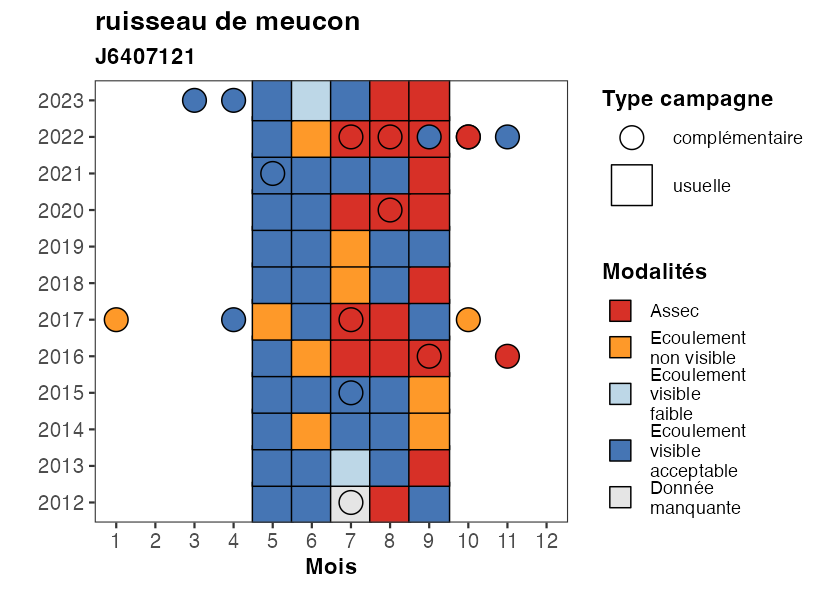 ruisseau de meucon
J6407121
2023
2022
2021
2020
2019
2018
2017
2016
2015
2014
2013
2012
1 2 3 4 5 6 7 8 9 10 11 12
Mois
Type campagne
complémentaire
usuelle
Modalités
Assec
Ecoulement
non visible
Ecoulement
visible
faible
Ecoulement
visible
acceptable
Donnée
manquante